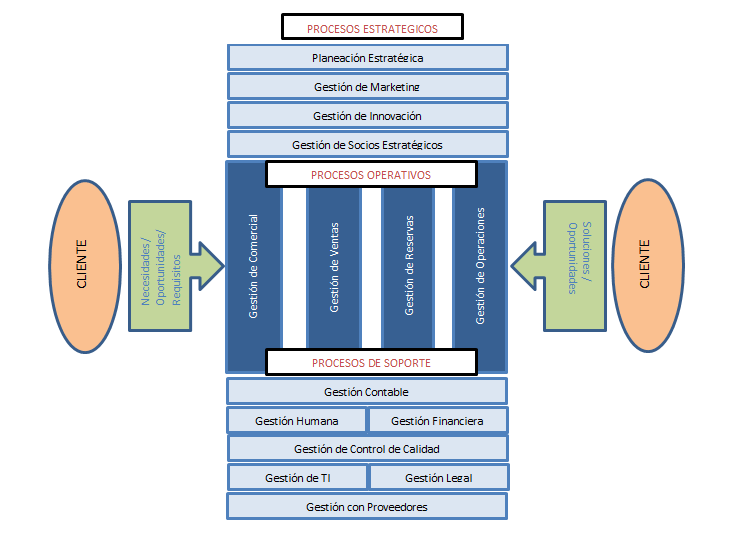 PROCESOS ESTRATEGICOS
Planeación Estratégica
Gestión de Marketing
Gestión de Innovación
Gestión de Socios Estratégicos
PROCESOS OPERATIVOS
CLIENTE
Necesidades /
Oportunidades/
Requisitos
Gestión de Comercial
Gestión de Ventas
Gestión de Reservas
Gestión de Operaciones
Soluciones /
Oportunidades
CLIENTE
PROCESOS DE SOPORTE
Gestión Contable
Gestión Humana
Gestión Financiera
Gestión de Control de Calidad
Gestión de TI
Gestión Legal
Gestión con Proveedores